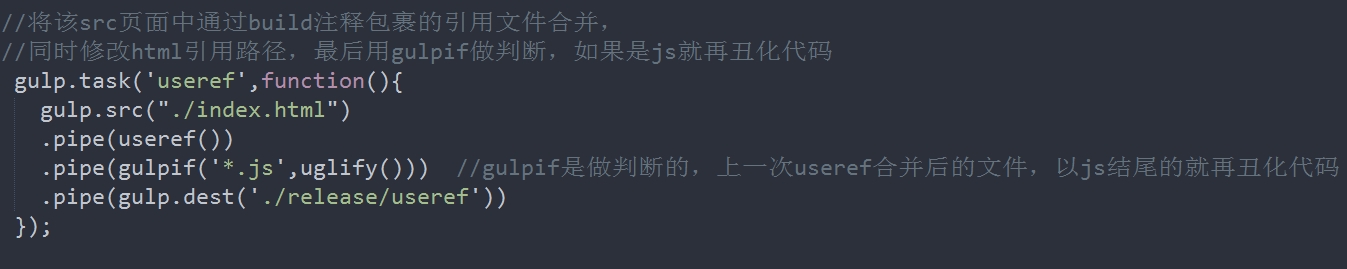 //将该src页面中通过build注释包裹的引用文件合并，
//同时修改html引用路径，最后用gulpif做判断，如果是js就再丑化代码
gulp.task('useref',function(){
  gulp.src("./index.html")
  .pipe(useref())
  .pipe(gulpif('*.js',uglify()))  //gulpif是做判断的，上一次useref合并后的文件，以js结尾的就再丑化代码
  .pipe(gulp.dest('./release/useref'))
});